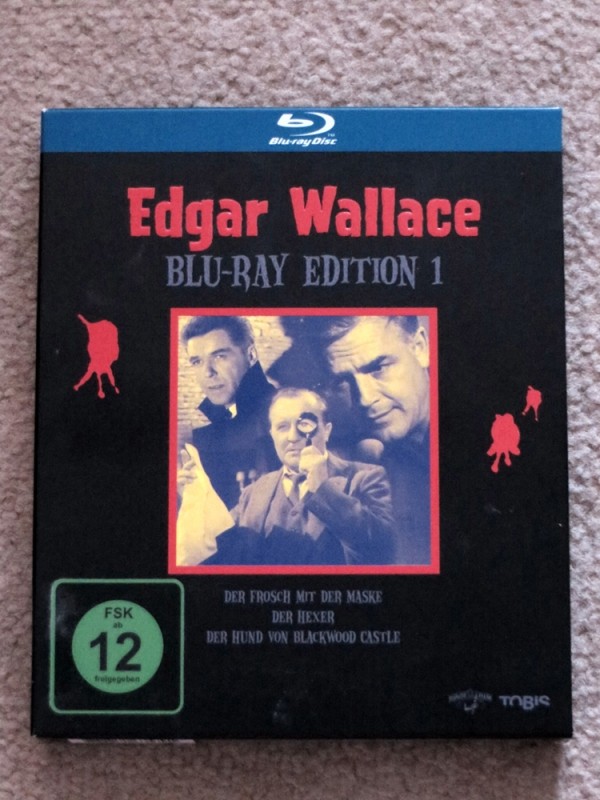 Blu-ray Disc™
Edgar Wallace
BLU-RAY EDITION 1
DER FROSCH MIT DER MASKE
DER HEXER
DER HUND VON BLACKWOOD CASTLE
FSK
ab
12
freigegeben
TOBIS